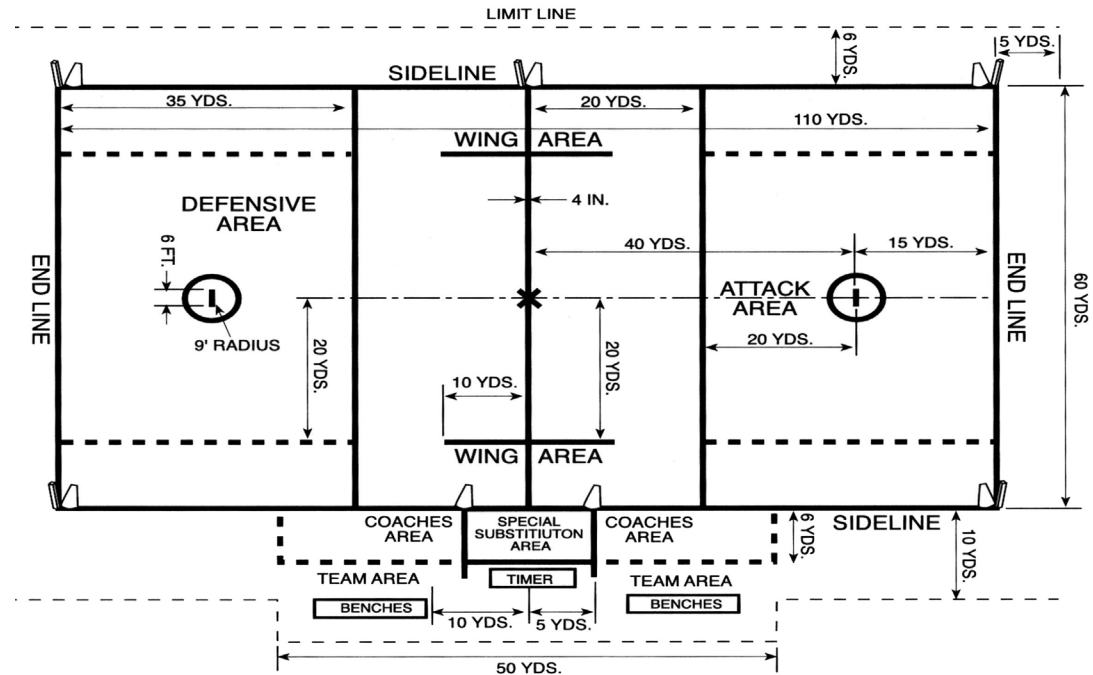 LIMIT LINE
6 YDS.
5 YDS.
SIDELINE
35 YDS.
20 YDS.
110 YDS.
WING AREA
DEFENSIVE
AREA
4 IN.
6 FT.
40 YDS.
15 YDS.
END LINE
END LINE
60 YDS.
ATTACK
AREA
9' RADIUS
20 YDS.
20 YDS.
20 YDS.
10 YDS.
WING AREA
COACHES
AREA
SPECIAL
SUBSTITIUTON
AREA
COACHES
AREA
6 YDS.
SIDELINE
10 YDS.
TEAM AREA
TIMER
TEAM AREA
BENCHES
BENCHES
10 YDS.
5 YDS.
50 YDS.